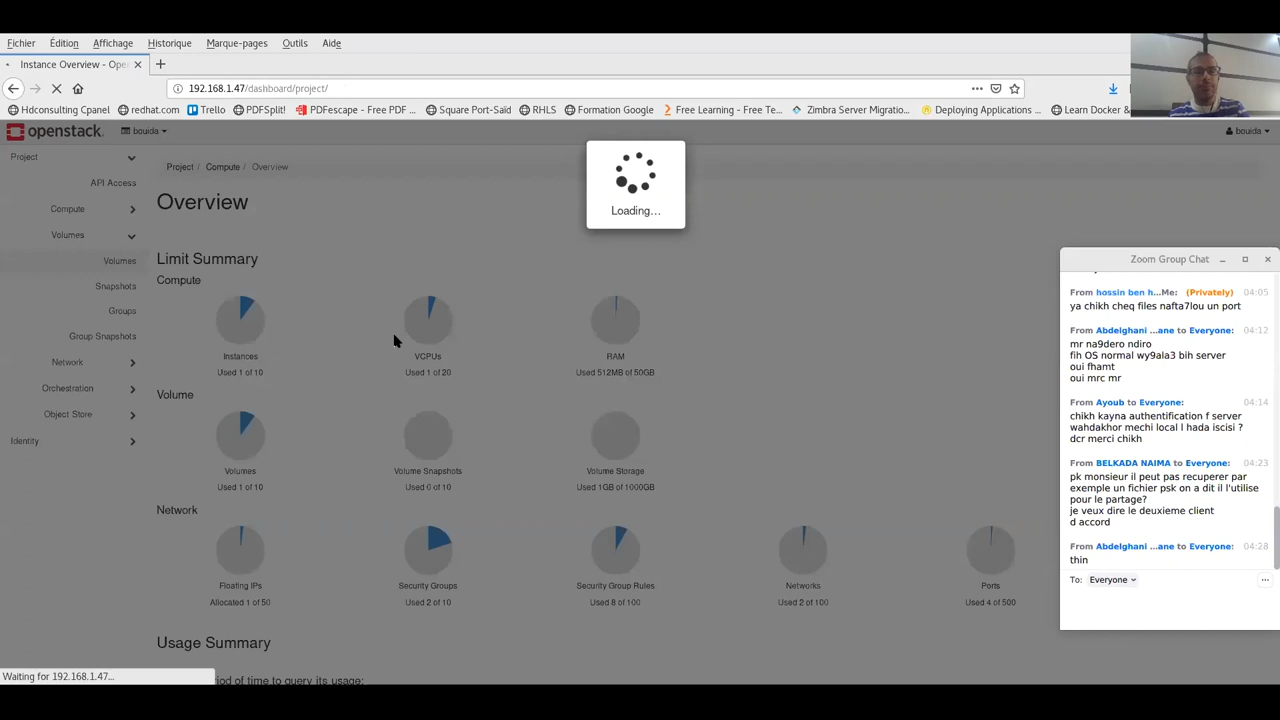 Fichier Édition Affichage Historique Marque-pages Outils Aide
Instance Overview - Ope
192.168.1.47/dashboard/project/
Hdconsulting Cpanel redhat.com Trello PDFSplit! PDFescape - Free PDF ... Square Port-Saïd RHLS Formation Google Free Learning - Free Te... Zimbra Server Migratio... Deploying Applications ... Learn Docker &
openstack. bouida bouida
Project
API Access
Compute
Volumes
Volumes
Snapshots
Groups
Group Snapshots
Network
Orchestration
Object Store
Identity
Project / Compute / Overview
Overview
Loading...
Limit Summary
Compute
Instances
Used 1 of 10
VCPUs
Used 1 of 20
RAM
Used 512MB of 50GB
Volume
Volumes
Used 1 of 10
Volume Snapshots
Used 0 of 10
Volume Storage
Used 1GB of 1000GB
Network
Floating IPs
Allocated 1 of 50
Security Groups
Used 2 of 10
Security Group Rules
Used 8 of 100
Networks
Used 2 of 100
Ports
Used 4 of 500
Usage Summary
riod of time to query its usage:
Waiting for 192.168.1.47...
Zoom Group Chat
From hossin ben h...Me: (Privately) 04:05
ya chikh cheq files nafta7lou un port
From Abdelghani ...ane to Everyone: 04:12
mr na9dero ndiro
fih OS normal wy9ala3 bih server
oui fhamt
oui mrc mr
From Ayoub to Everyone: 04:14
chikh kayna authentification f server
wahdakhor mechi local l hada iscisi ?
dcr merci chikh
From BELKADA NAIMA to Everyone: 04:23
pk monsieur il peut pas recuperer par
exemple un fichier psk on a dit il l'utilise
pour le partage?
je veux dire le deuxieme client
d accord
From Abdelghani ...ane to Everyone: 04:28
thin
To: Everyone